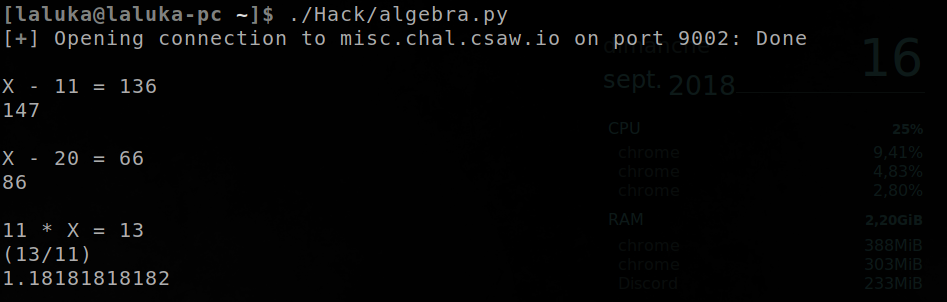 [laluka@laluka-pc ~]$ ./Hack/algebra.py
[+] Opening connection to misc.chal.csaw.io on port 9002: Done
X - 11 = 136
147
X - 20 = 66
86
11 * X = 13
(13/11)
1.18181818182
dimanche
16
sept. 2018
CPU 25%
chrome 9,41%
chrome 4,83%
chrome 2,80%
RAM 2,20GiB
chrome 388MiB
chrome 303MiB
Discord 233MiB